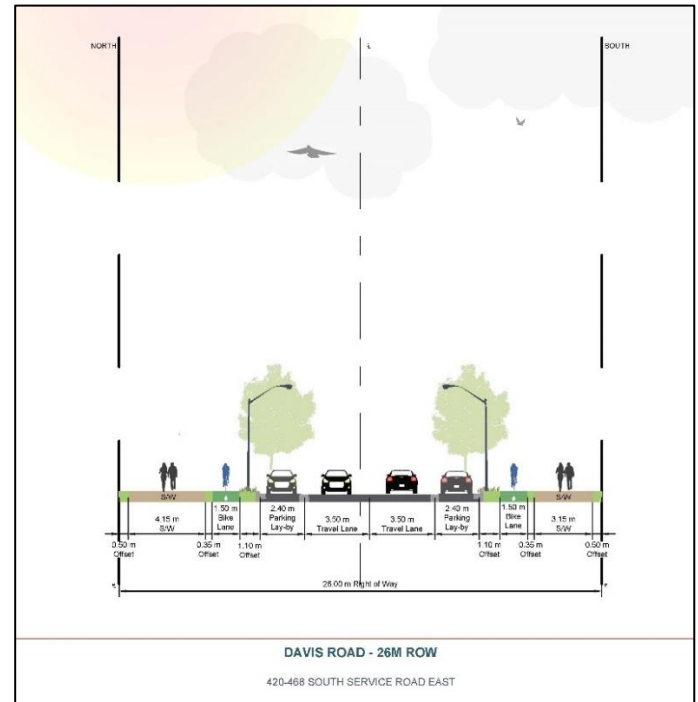 NORTH
SOUTH
S/W
S/W
4.15 m
S/W
1.50 m
Bike
Lane
2.40 m
Parking
Lay-by
3.50 m
Travel Lane
3.50 m
Travel Lane
2.40 m
Parking
Lay-by
1.50 m
Bike
Lane
3.15 m
S/W
0.50 m
Offset
0.35 m
Offset
1.10 m
Offset
1.10 m
Offset
0.35 m
Offset
0.50 m
Offset
26.00 m Right of Way
DAVIS ROAD - 26M ROW
420-468 SOUTH SERVICE ROAD EAST